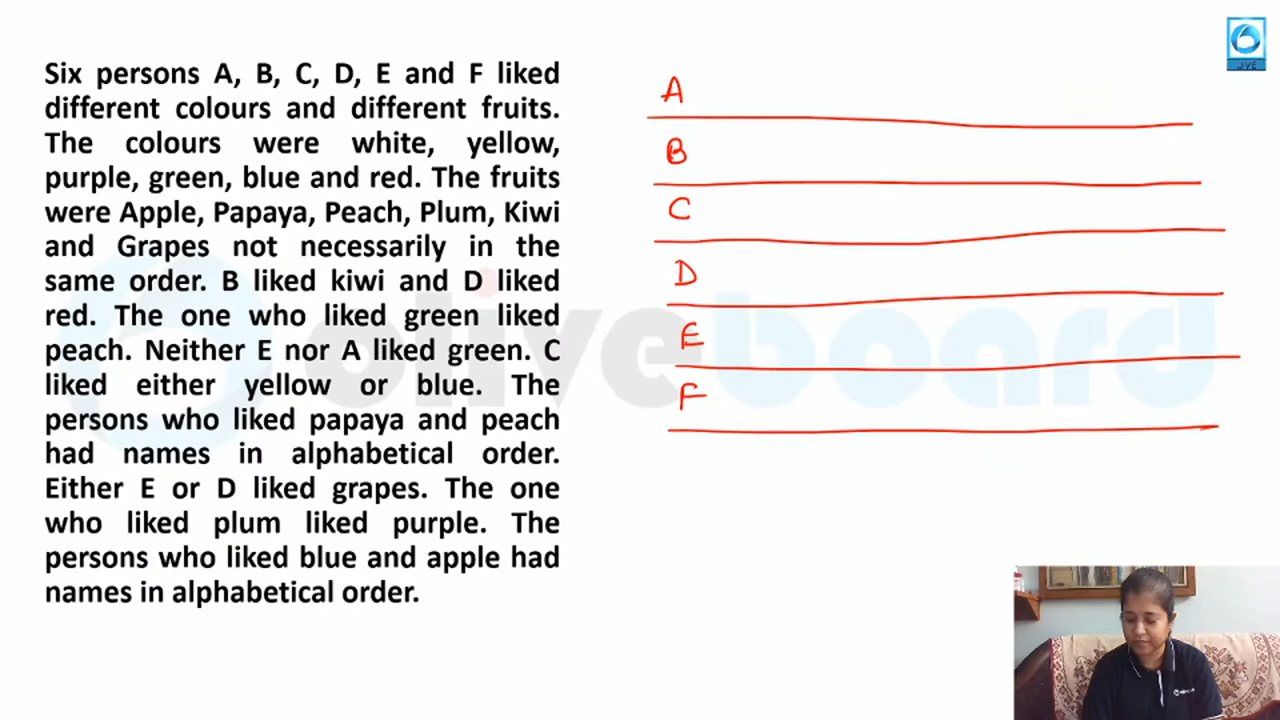 Six persons A, B, C, D, E and F liked
different colours and different fruits.
The colours were white, yellow,
purple, green, blue and red. The fruits
were Apple, Papaya, Peach, Plum, Kiwi
and Grapes not necessarily in the
same order. B liked kiwi and D liked
red. The one who liked green liked
peach. Neither E nor A liked green. C
liked either yellow or blue. The
persons who liked papaya and peach
had names in alphabetical order.
Either E or D liked grapes. The one
who liked plum liked purple. The
persons who liked blue and apple had
names in alphabetical order.
A
B
C
D
E
F
LIVE
oliveboard